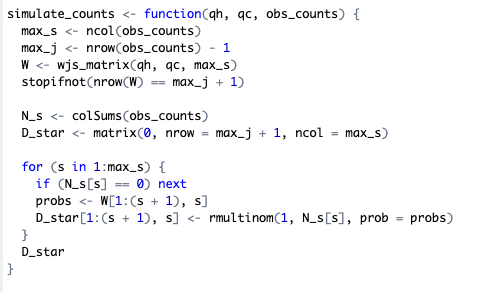 simulate_counts <- function(qh, qc, obs_counts) {
  max_s <- ncol(obs_counts)
  max_j <- nrow(obs_counts) - 1
  W <- wjs_matrix(qh, qc, max_s)
  stopifnot(nrow(W) == max_j + 1)

  N_s <- colSums(obs_counts)
  D_star <- matrix(0, nrow = max_j + 1, ncol = max_s)

  for (s in 1:max_s) {
    if (N_s[s] == 0) next
    probs <- W[1:(s + 1), s]
    D_star[1:(s + 1), s] <- rmultinom(1, N_s[s], prob = probs)
  }
  D_star
}